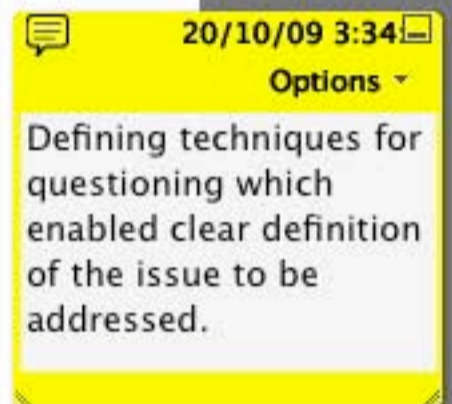 20/10/09 3:34:
Options
Defining techniques for
questioning which
enabled clear definition
of the issue to be
addressed.